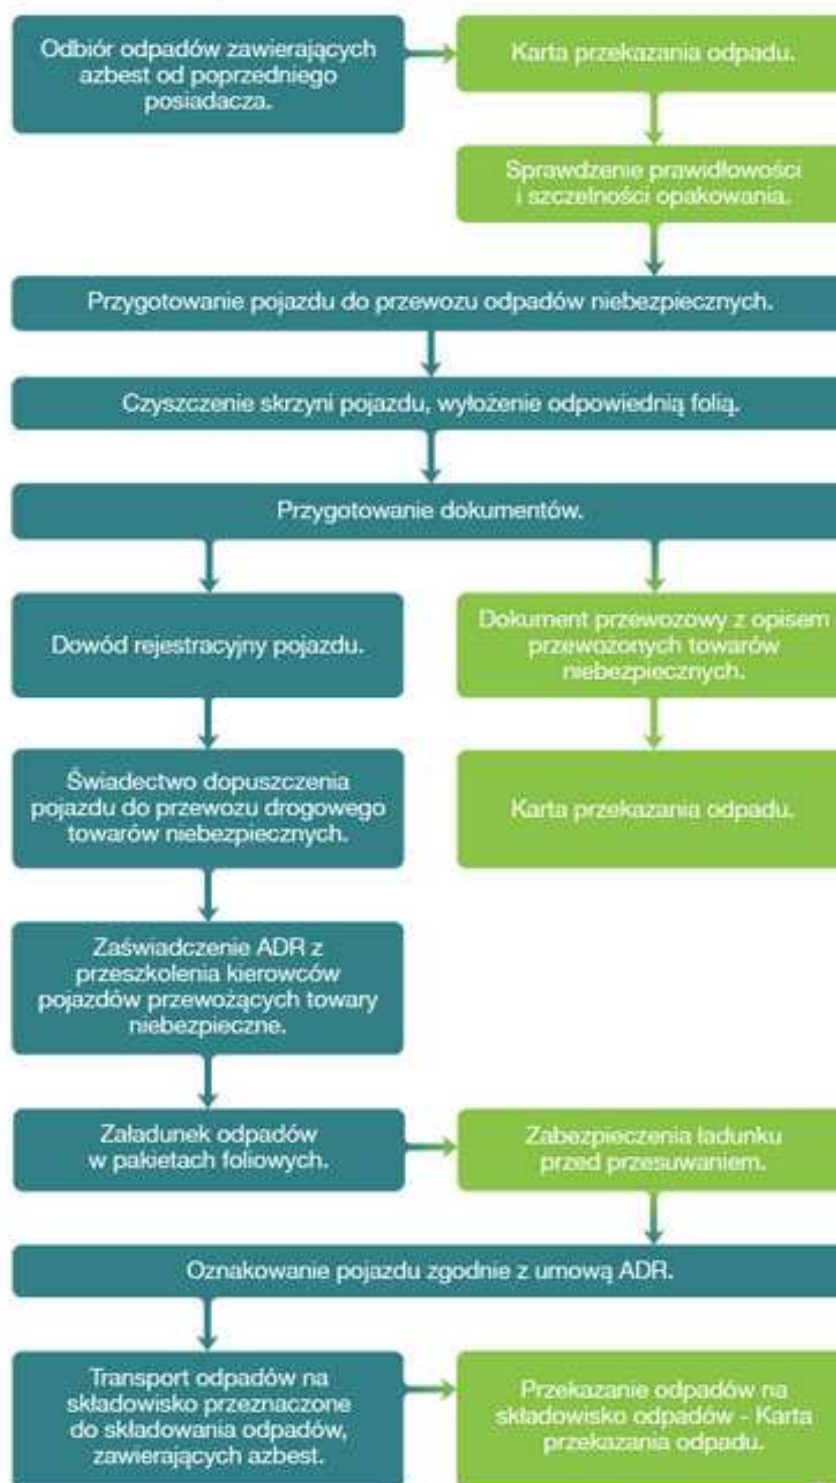 Odbiór odpadów zawierających
azbest od poprzedniego
posiadacza.
Karta przekazania odpadu.
Sprawdzenie prawidłowości
i szczelności opakowania.
Przygotowanie pojazdu do przewozu odpadów niebezpiecznych.
Czyszczenie skrzyni pojazdu, wyłożenie odpowiednią folią.
Przygotowanie dokumentów.
Dowód rejestracyjny pojazdu.
Dokument przewozowy z opisem
przewożonych towarów
niebezpiecznych.
Świadectwo dopuszczenia
pojazdu do przewozu drogowego
towarów niebezpiecznych.
Karta przekazania odpadu.
Zaświadczenie ADR z
przeszkolenia kierowców
pojazdów przewożących towary
niebezpieczne.
Załadunek odpadów
w pakietach foliowych.
Zabezpieczenia ładunku
przed przesuwaniem.
Oznakowanie pojazdu zgodnie z umową ADR.
Transport odpadów na
składowisko przeznaczone
do składowania odpadów,
zawierających azbest.
Przekazanie odpadów na
składowisko odpadów - Karta
przekazania odpadu.